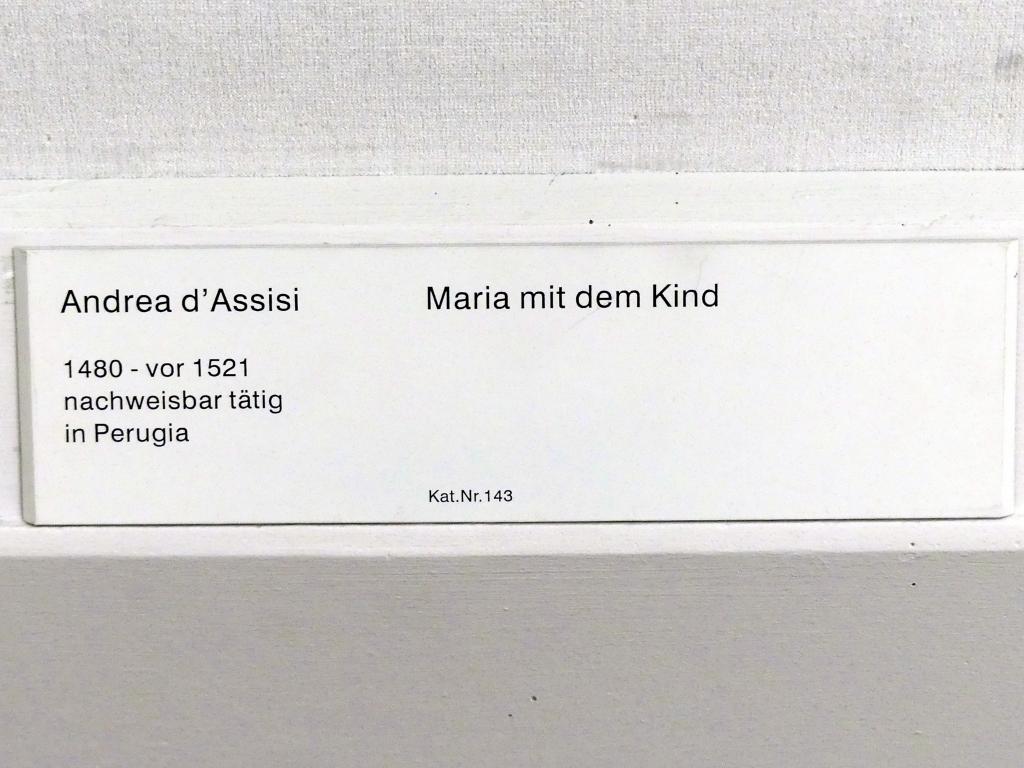 Andrea d'Assisi
1480 - vor 1521
nachweisbar tätig
in Perugia
Maria mit dem Kind
Kat.Nr.143